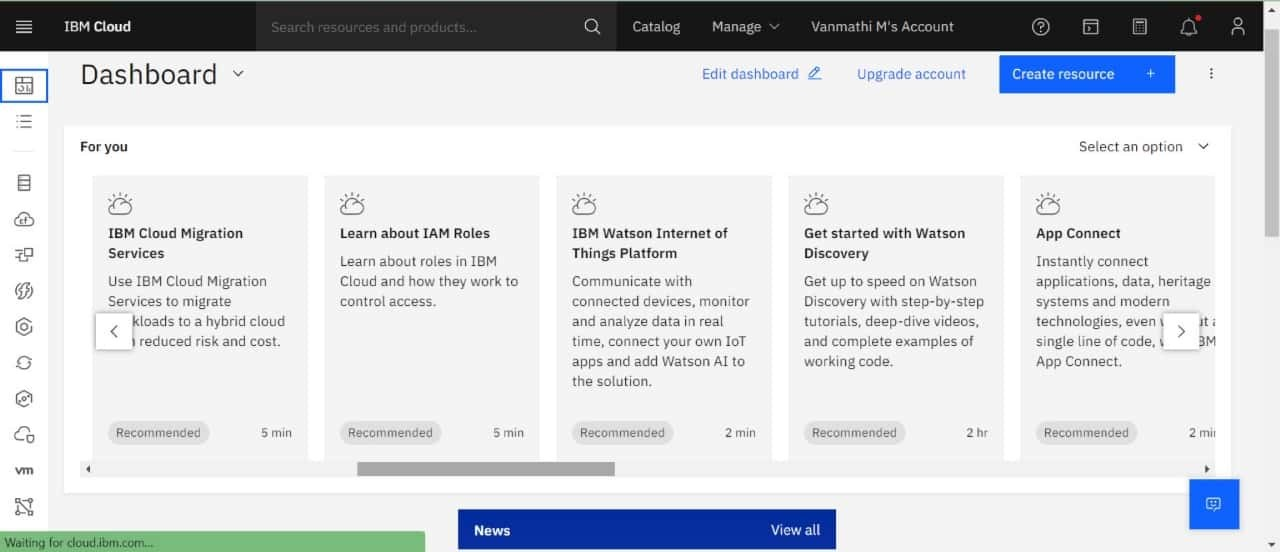 IBM Cloud
Search resources and products...
Catalog
Manage
Vanmathi M's Account
Dashboard
Edit dashboard
Upgrade account
Create resource +
For you
Select an option
IBM Cloud Migration
Services
Use IBM Cloud Migration
Services to migrate
kloads to a hybrid cloud
reduced risk and cost.
Recommended
5 min
Learn about IAM Roles
Learn about roles in IBM
Cloud and how they work to
control access.
Recommended
5 min
IBM Watson Internet of
Things Platform
Communicate with
connected devices, monitor
and analyze data in real
time, connect your own IoT
apps and add Watson AI to
the solution.
Recommended
2 min
Get started with Watson
Discovery
Get up to speed on Watson
Discovery with step-by-step
tutorials, deep-dive videos,
and complete examples of
working code.
Recommended
2 hr
App Connect
Instantly connect
applications, data, heritage
systems and modern
technologies, even
single line of code,
App Connect.
Recommended
2 min
cf
vm
News
View all
Waiting for cloud.ibm.com...